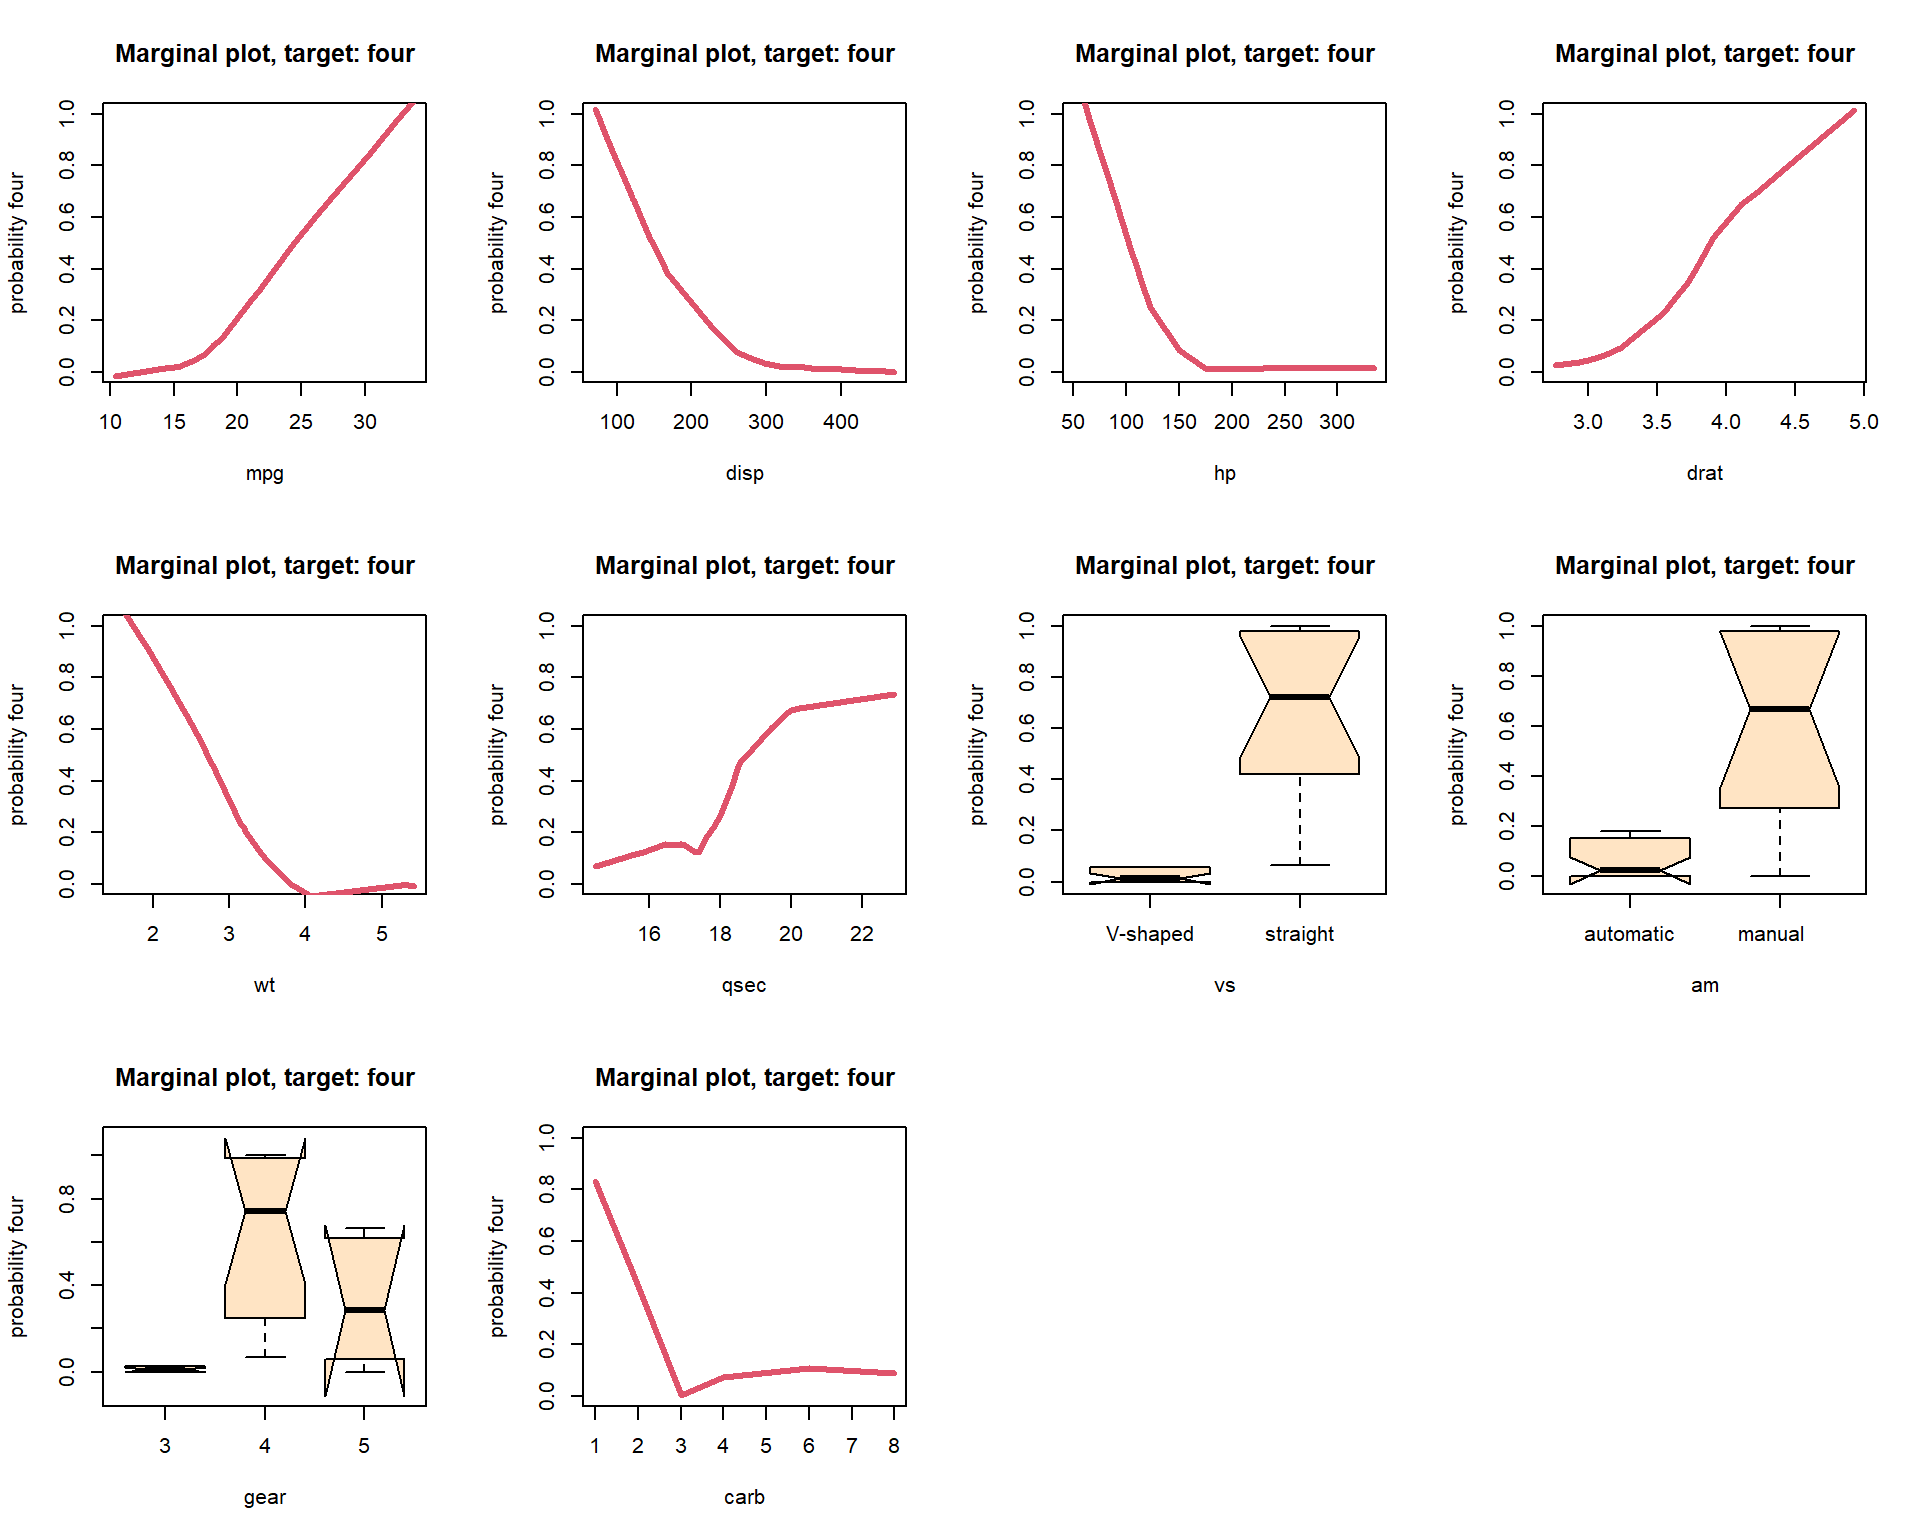 Marginal plot, target: four
probability four
0.0 0.2 0.4 0.6 0.8 1.0
10 15 20 25 30
mpg
Marginal plot, target: four
probability four
0.0 0.2 0.4 0.6 0.8 1.0
100 200 300 400
disp
Marginal plot, target: four
probability four
0.0 0.2 0.4 0.6 0.8 1.0
50 100 150 200 250 300
hp
Marginal plot, target: four
probability four
0.0 0.2 0.4 0.6 0.8 1.0
3.0 3.5 4.0 4.5 5.0
drat
Marginal plot, target: four
probability four
0.0 0.2 0.4 0.6 0.8 1.0
2 3 4 5
wt
Marginal plot, target: four
probability four
0.0 0.2 0.4 0.6 0.8 1.0
16 18 20 22
qsec
Marginal plot, target: four
probability four
0.0 0.2 0.4 0.6 0.8 1.0
V-shaped straight
vs
Marginal plot, target: four
probability four
0.0 0.2 0.4 0.6 0.8 1.0
automatic manual
am
Marginal plot, target: four
probability four
0.0 0.4 0.8
3 4 5
gear
Marginal plot, target: four
probability four
0.0 0.2 0.4 0.6 0.8 1.0
1 2 3 4 5 6 7 8
carb